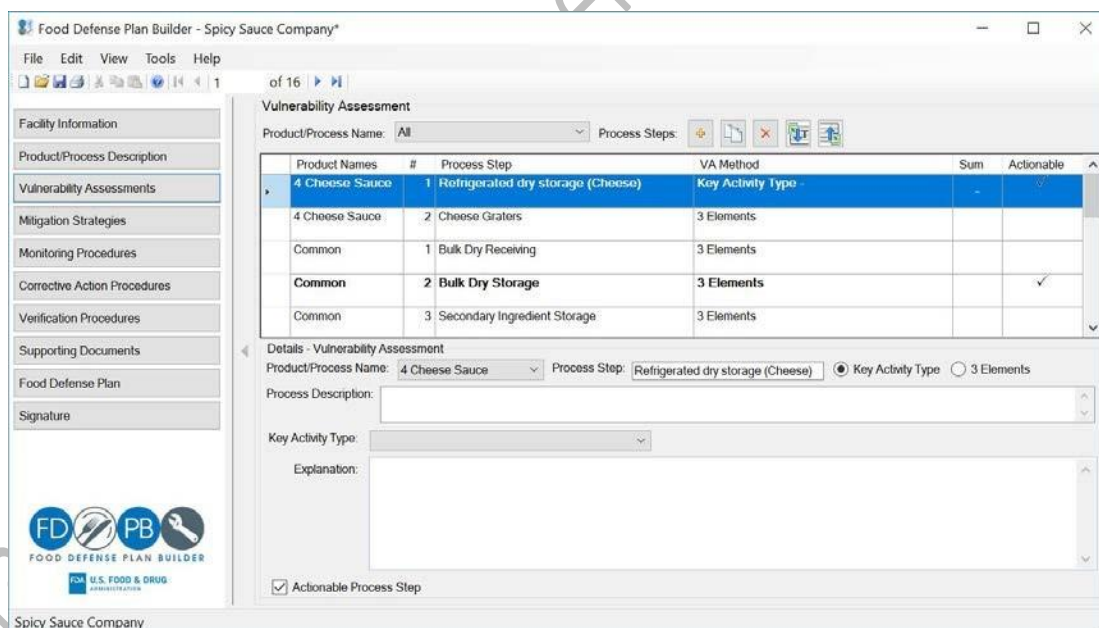 Food Defense Plan Builder - Spicy Sauce Company*
File Edit View Tools Help
1 of 16
Facility Information
Product/Process Description
Vulnerability Assessments
Mitigation Strategies
Monitoring Procedures
Corrective Action Procedures
Verification Procedures
Supporting Documents
Food Defense Plan
Signature
Vulnerability Assessment
Product/Process Name: All Process Steps:
Product Names # Process Step VA Method Sum Actionable
4 Cheese Sauce 1 Refrigerated dry storage (Cheese) Key Activity Type - -
4 Cheese Sauce 2 Cheese Graters 3 Elements
Common 1 Bulk Dry Receiving 3 Elements
Common 2 Bulk Dry Storage 3 Elements ✓
Common 3 Secondary Ingredient Storage 3 Elements
Details - Vulnerability Assessment
Product/Process Name: 4 Cheese Sauce Process Step: Refrigerated dry storage (Cheese) Key Activity Type 3 Elements
Process Description:
Key Activity Type:
Explanation:
Actionable Process Step
FD PB
FOOD DEFENSE PLAN BUILDER
FDA U.S. FOOD & DRUG
ADMINISTRATION
Spicy Sauce Company